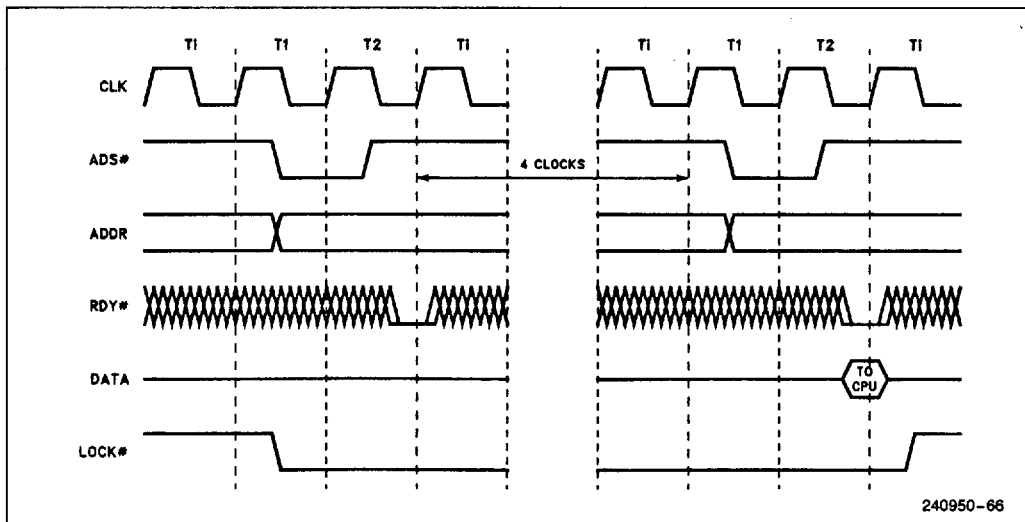 Ti T1 T2 Ti Ti T1 T2 Ti
CLK
ADS#
4 CLOCKS
ADDR
RDY#
DATA
TO
CPU
LOCK#
240950-66